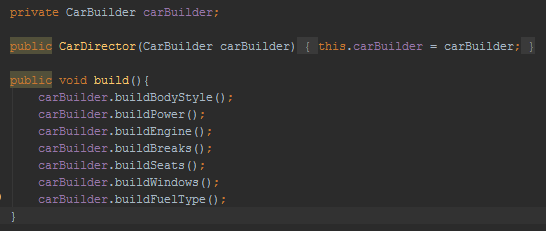 private CarBuilder carBuilder;
public CarDirector(CarBuilder carBuilder) { this.carBuilder = carBuilder; }
public void build(){
carBuilder.buildBodyStyle();
carBuilder.buildPower();
carBuilder.buildEngine();
carBuilder.buildBreaks();
carBuilder.buildSeats();
carBuilder.buildWindows();
carBuilder.buildFuelType();
}